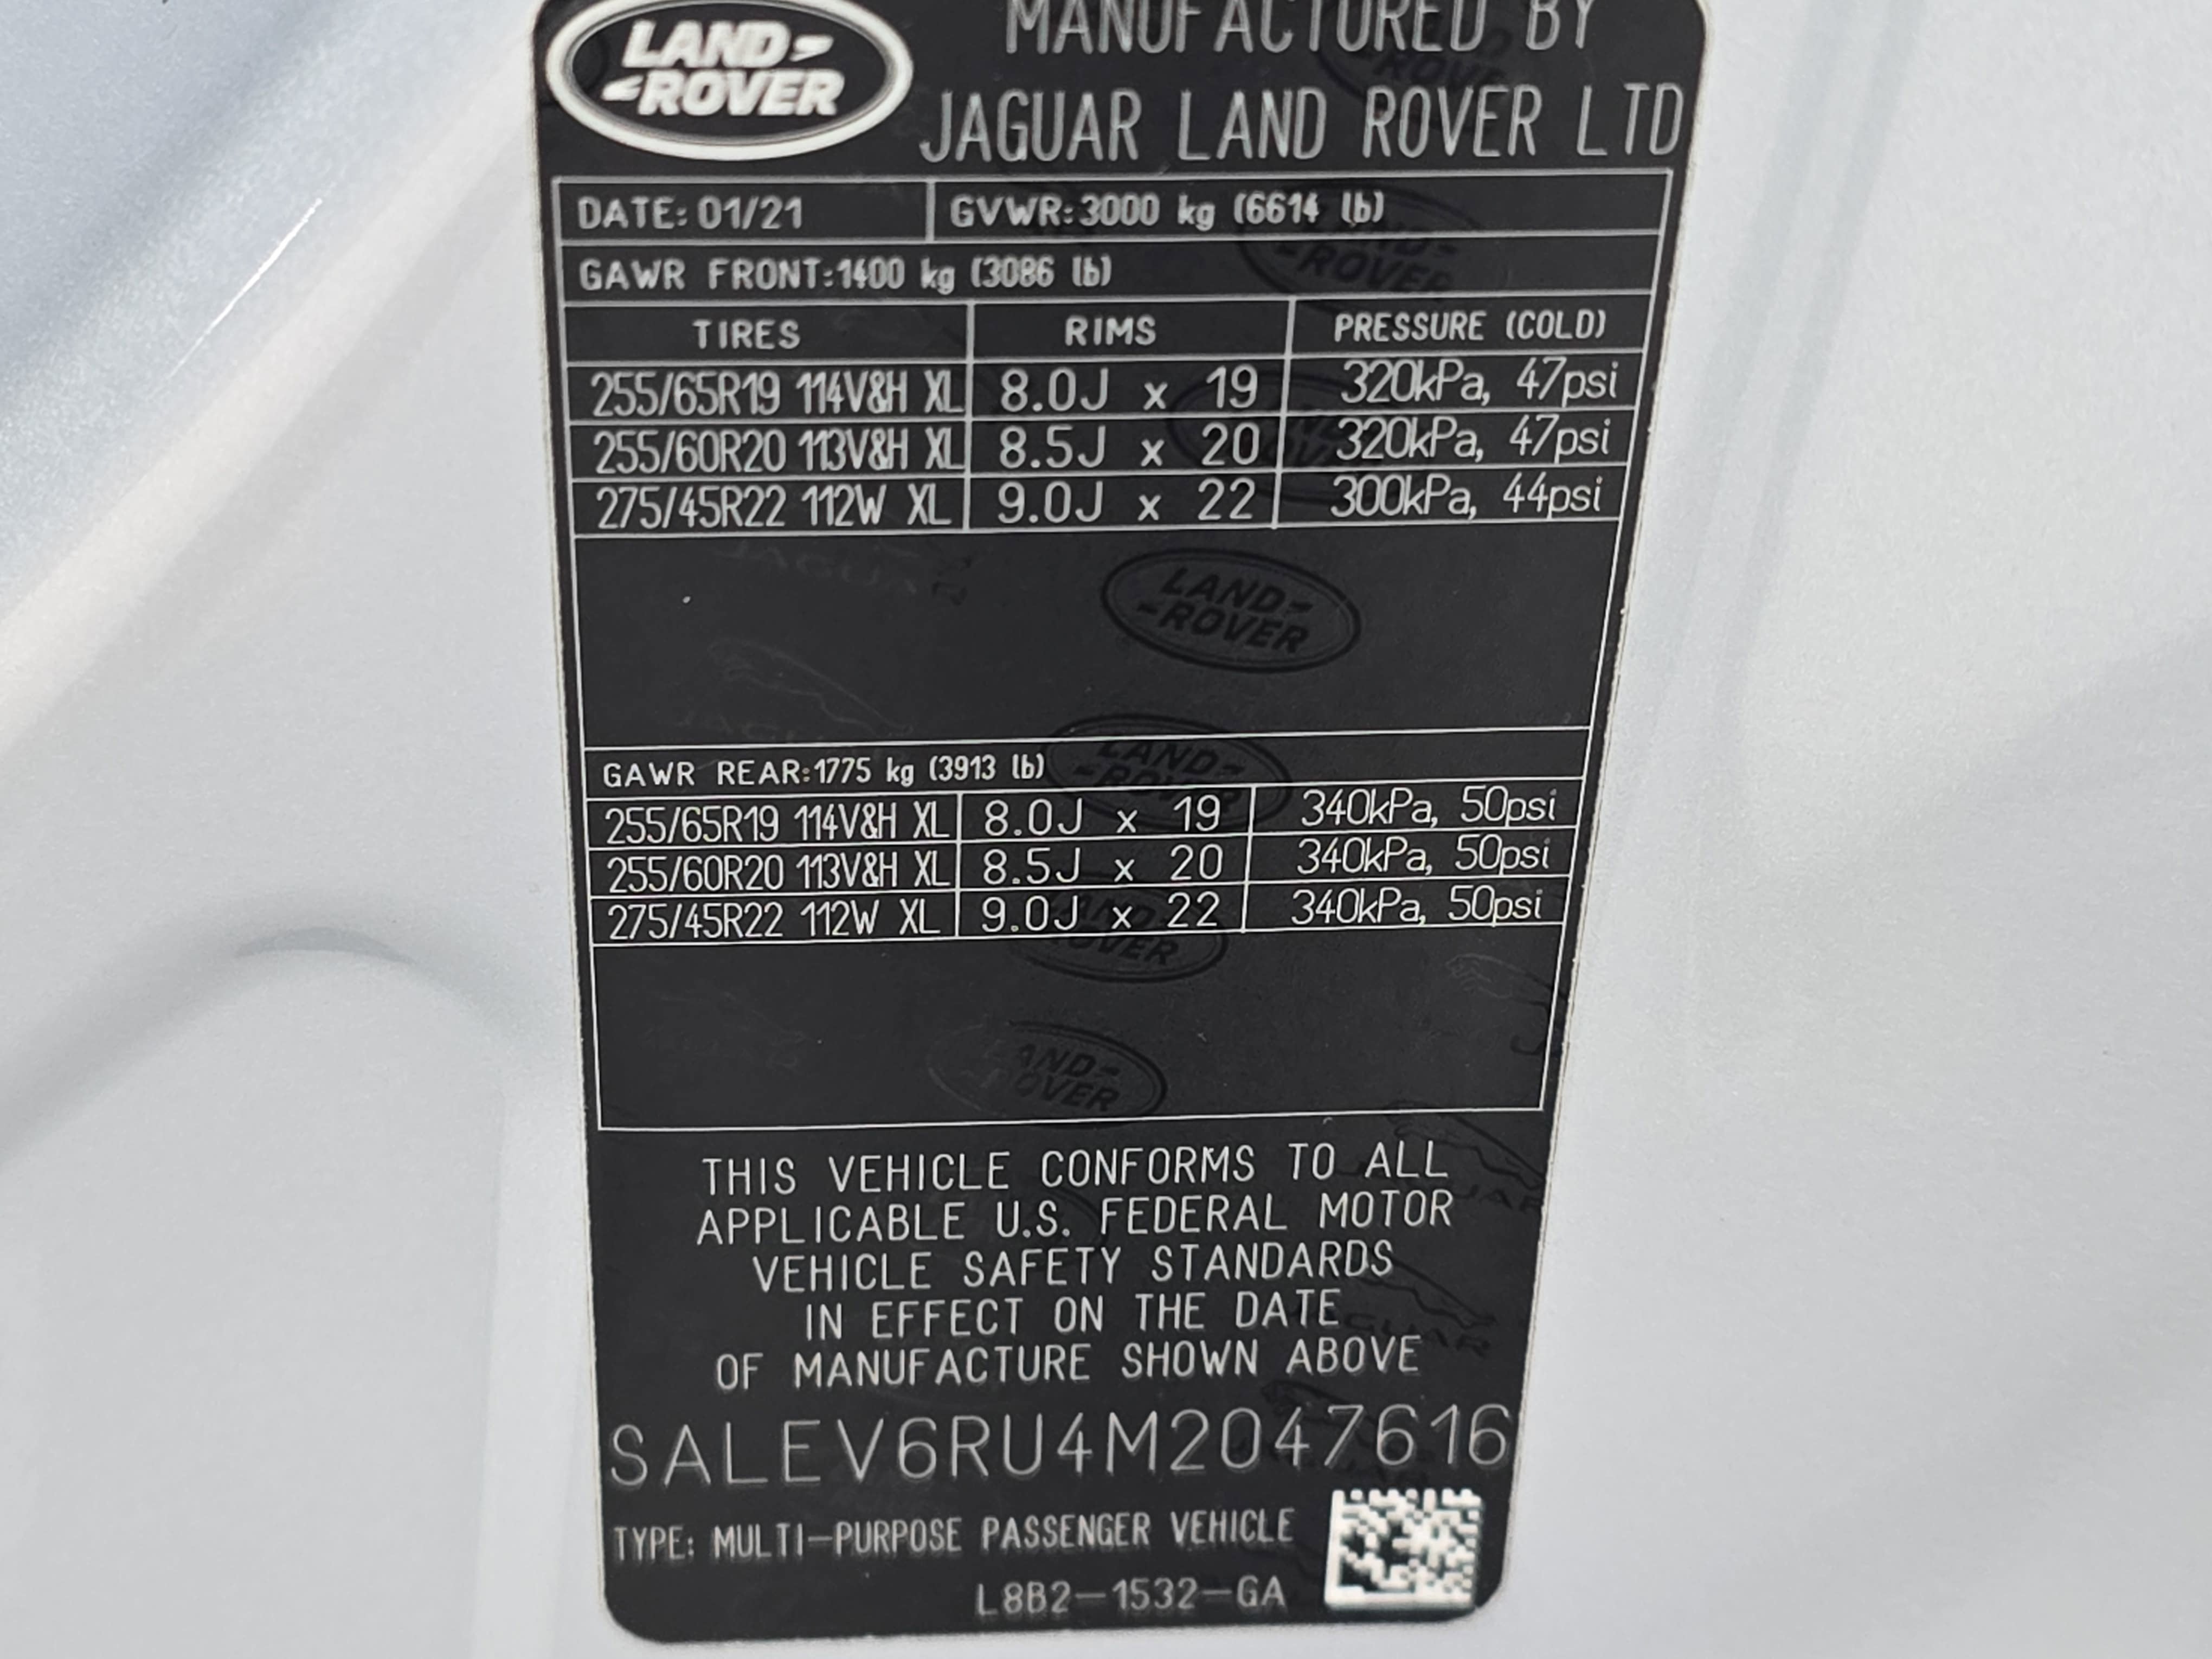 LAND
ROVER
MANUFACTURED BY
JAGUAR LAND ROVER LTD
DATE: 01/21 GVWR: 3000 kg (6614 lb)
GAWR FRONT: 1400 kg (3086 lb)
TIRES RIMS PRESSURE (COLD)
255/65R19 114V&H XL 8.0J x 19 320kPa, 47psi
255/60R20 113V&H XL 8.5J x 20 320kPa, 47psi
275/45R22 112W XL 9.0J x 22 300kPa, 44psi
GAWR REAR: 1775 kg (3913 lb)
255/65R19 114V&H XL 8.0J x 19 340kPa, 50psi
255/60R20 113V&H XL 8.5J x 20 340kPa, 50psi
275/45R22 112W XL 9.0J x 22 340kPa, 50psi
THIS VEHICLE CONFORMS TO ALL
APPLICABLE U.S. FEDERAL MOTOR
VEHICLE SAFETY STANDARDS
IN EFFECT ON THE DATE
OF MANUFACTURE SHOWN ABOVE
SALEV6RU4M2047616
TYPE: MULTI-PURPOSE PASSENGER VEHICLE
L8B2-1532-GA